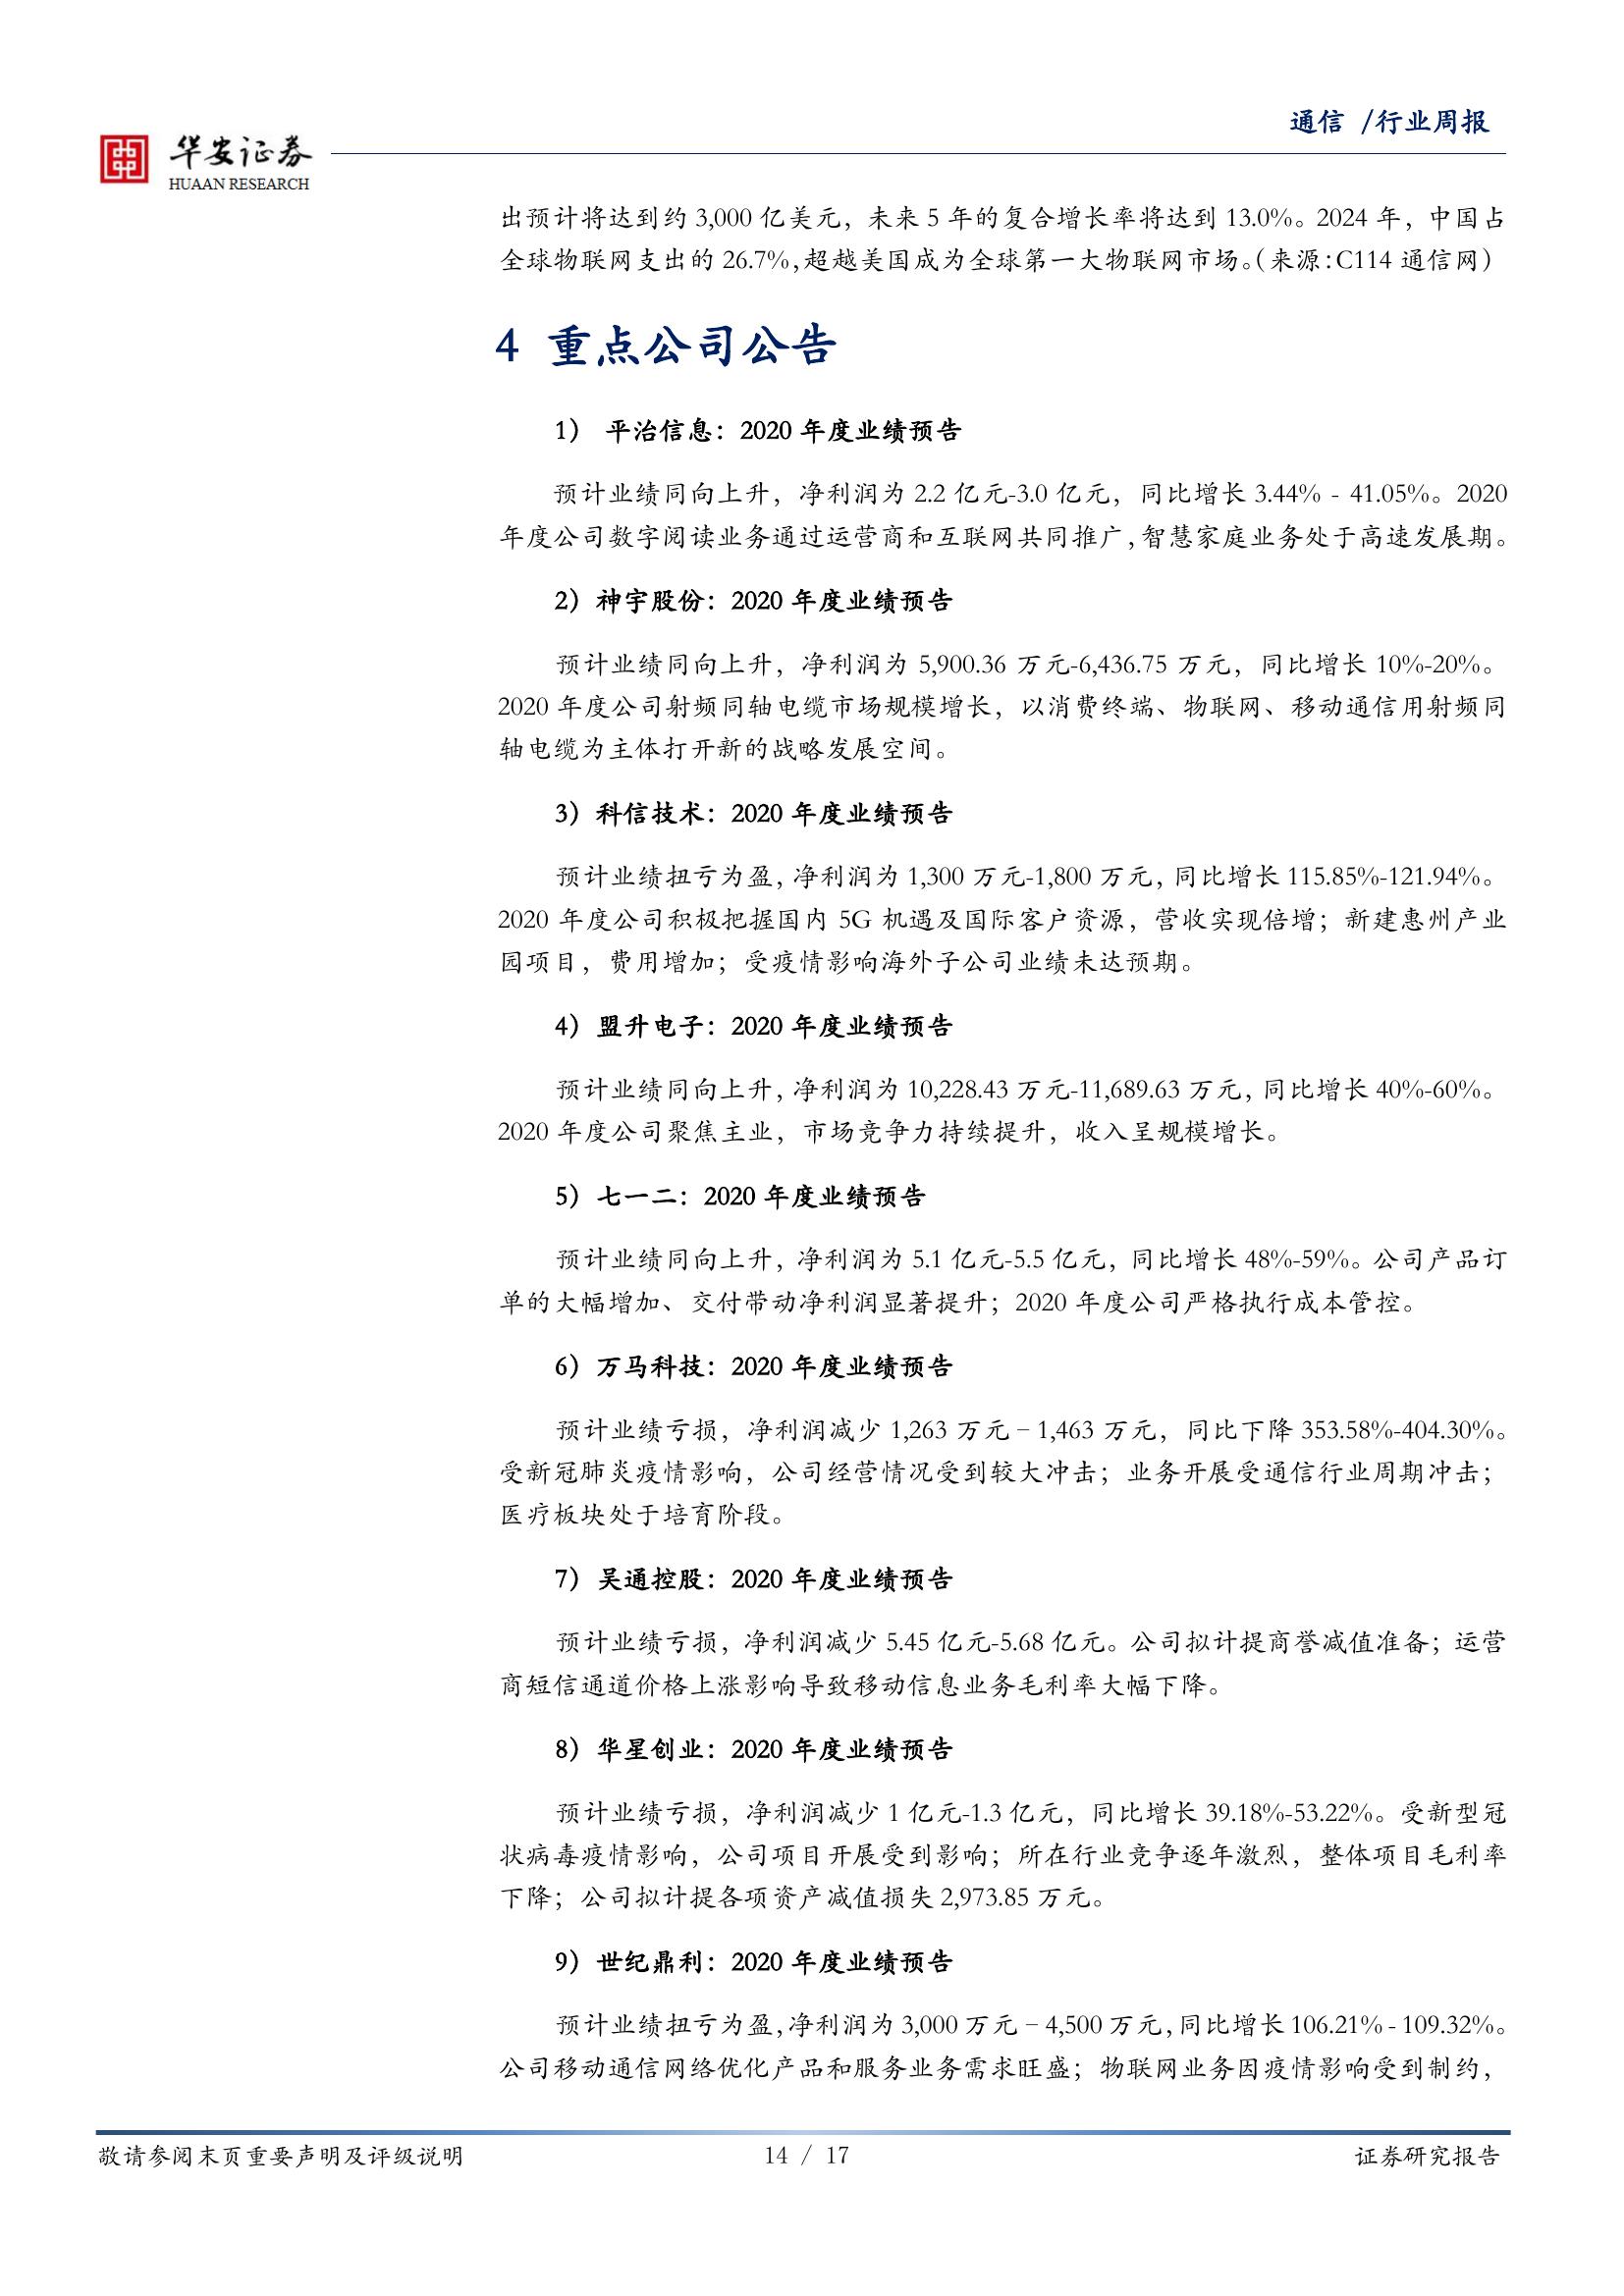 通信 /行业周报
华安证券
HUAAN RESEARCH
出预计将达到约 3,000 亿美元，未来 5 年的复合增长率将达到 13.0%。2024 年，中国占
全球物联网支出的 26.7%，超越美国成为全球第一大物联网市场。（来源：C114 通信网）
4 重点公司公告
1） 平治信息：2020 年度业绩预告
预计业绩同向上升，净利润为 2.2 亿元-3.0 亿元，同比增长 3.44% - 41.05%。2020
年度公司数字阅读业务通过运营商和互联网共同推广，智慧家庭业务处于高速发展期。
2）神宇股份：2020 年度业绩预告
预计业绩同向上升，净利润为 5,900.36 万元-6,436.75 万元，同比增长 10%-20%。
2020 年度公司射频同轴电缆市场规模增长，以消费终端、物联网、移动通信用射频同
轴电缆为主体打开新的战略发展空间。
3）科信技术：2020 年度业绩预告
预计业绩扭亏为盈，净利润为 1,300 万元-1,800 万元，同比增长 115.85%-121.94%。
2020 年度公司积极把握国内 5G 机遇及国际客户资源，营收实现倍增；新建惠州产业
园项目，费用增加；受疫情影响海外子公司业绩未达预期。
4）盟升电子：2020 年度业绩预告
预计业绩同向上升，净利润为 10,228.43 万元-11,689.63 万元，同比增长 40%-60%。
2020 年度公司聚焦主业，市场竞争力持续提升，收入呈规模增长。
5）七一二：2020 年度业绩预告
预计业绩同向上升，净利润为 5.1 亿元-5.5 亿元，同比增长 48%-59%。公司产品订
单的大幅增加、交付带动净利润显著提升；2020 年度公司严格执行成本管控。
6）万马科技：2020 年度业绩预告
预计业绩亏损，净利润减少 1,263 万元 – 1,463 万元，同比下降 353.58%-404.30%。
受新冠肺炎疫情影响，公司经营情况受到较大冲击；业务开展受通信行业周期冲击；
医疗板块处于培育阶段。
7）吴通控股：2020 年度业绩预告
预计业绩亏损，净利润减少 5.45 亿元-5.68 亿元。公司拟计提商誉减值准备；运营
商短信通道价格上涨影响导致移动信息业务毛利率大幅下降。
8）华星创业：2020 年度业绩预告
预计业绩亏损，净利润减少 1 亿元-1.3 亿元，同比增长 39.18%-53.22%。受新型冠
状病毒疫情影响，公司项目开展受到影响；所在行业竞争逐年激烈，整体项目毛利率
下降；公司拟计提各项资产减值损失 2,973.85 万元。
9）世纪鼎利：2020 年度业绩预告
预计业绩扭亏为盈，净利润为 3,000 万元 – 4,500 万元，同比增长 106.21% - 109.32%。
公司移动通信网络优化产品和服务业务需求旺盛；物联网业务因疫情影响受到制约，
敬请参阅末页重要声明及评级说明
14 / 17
证券研究报告